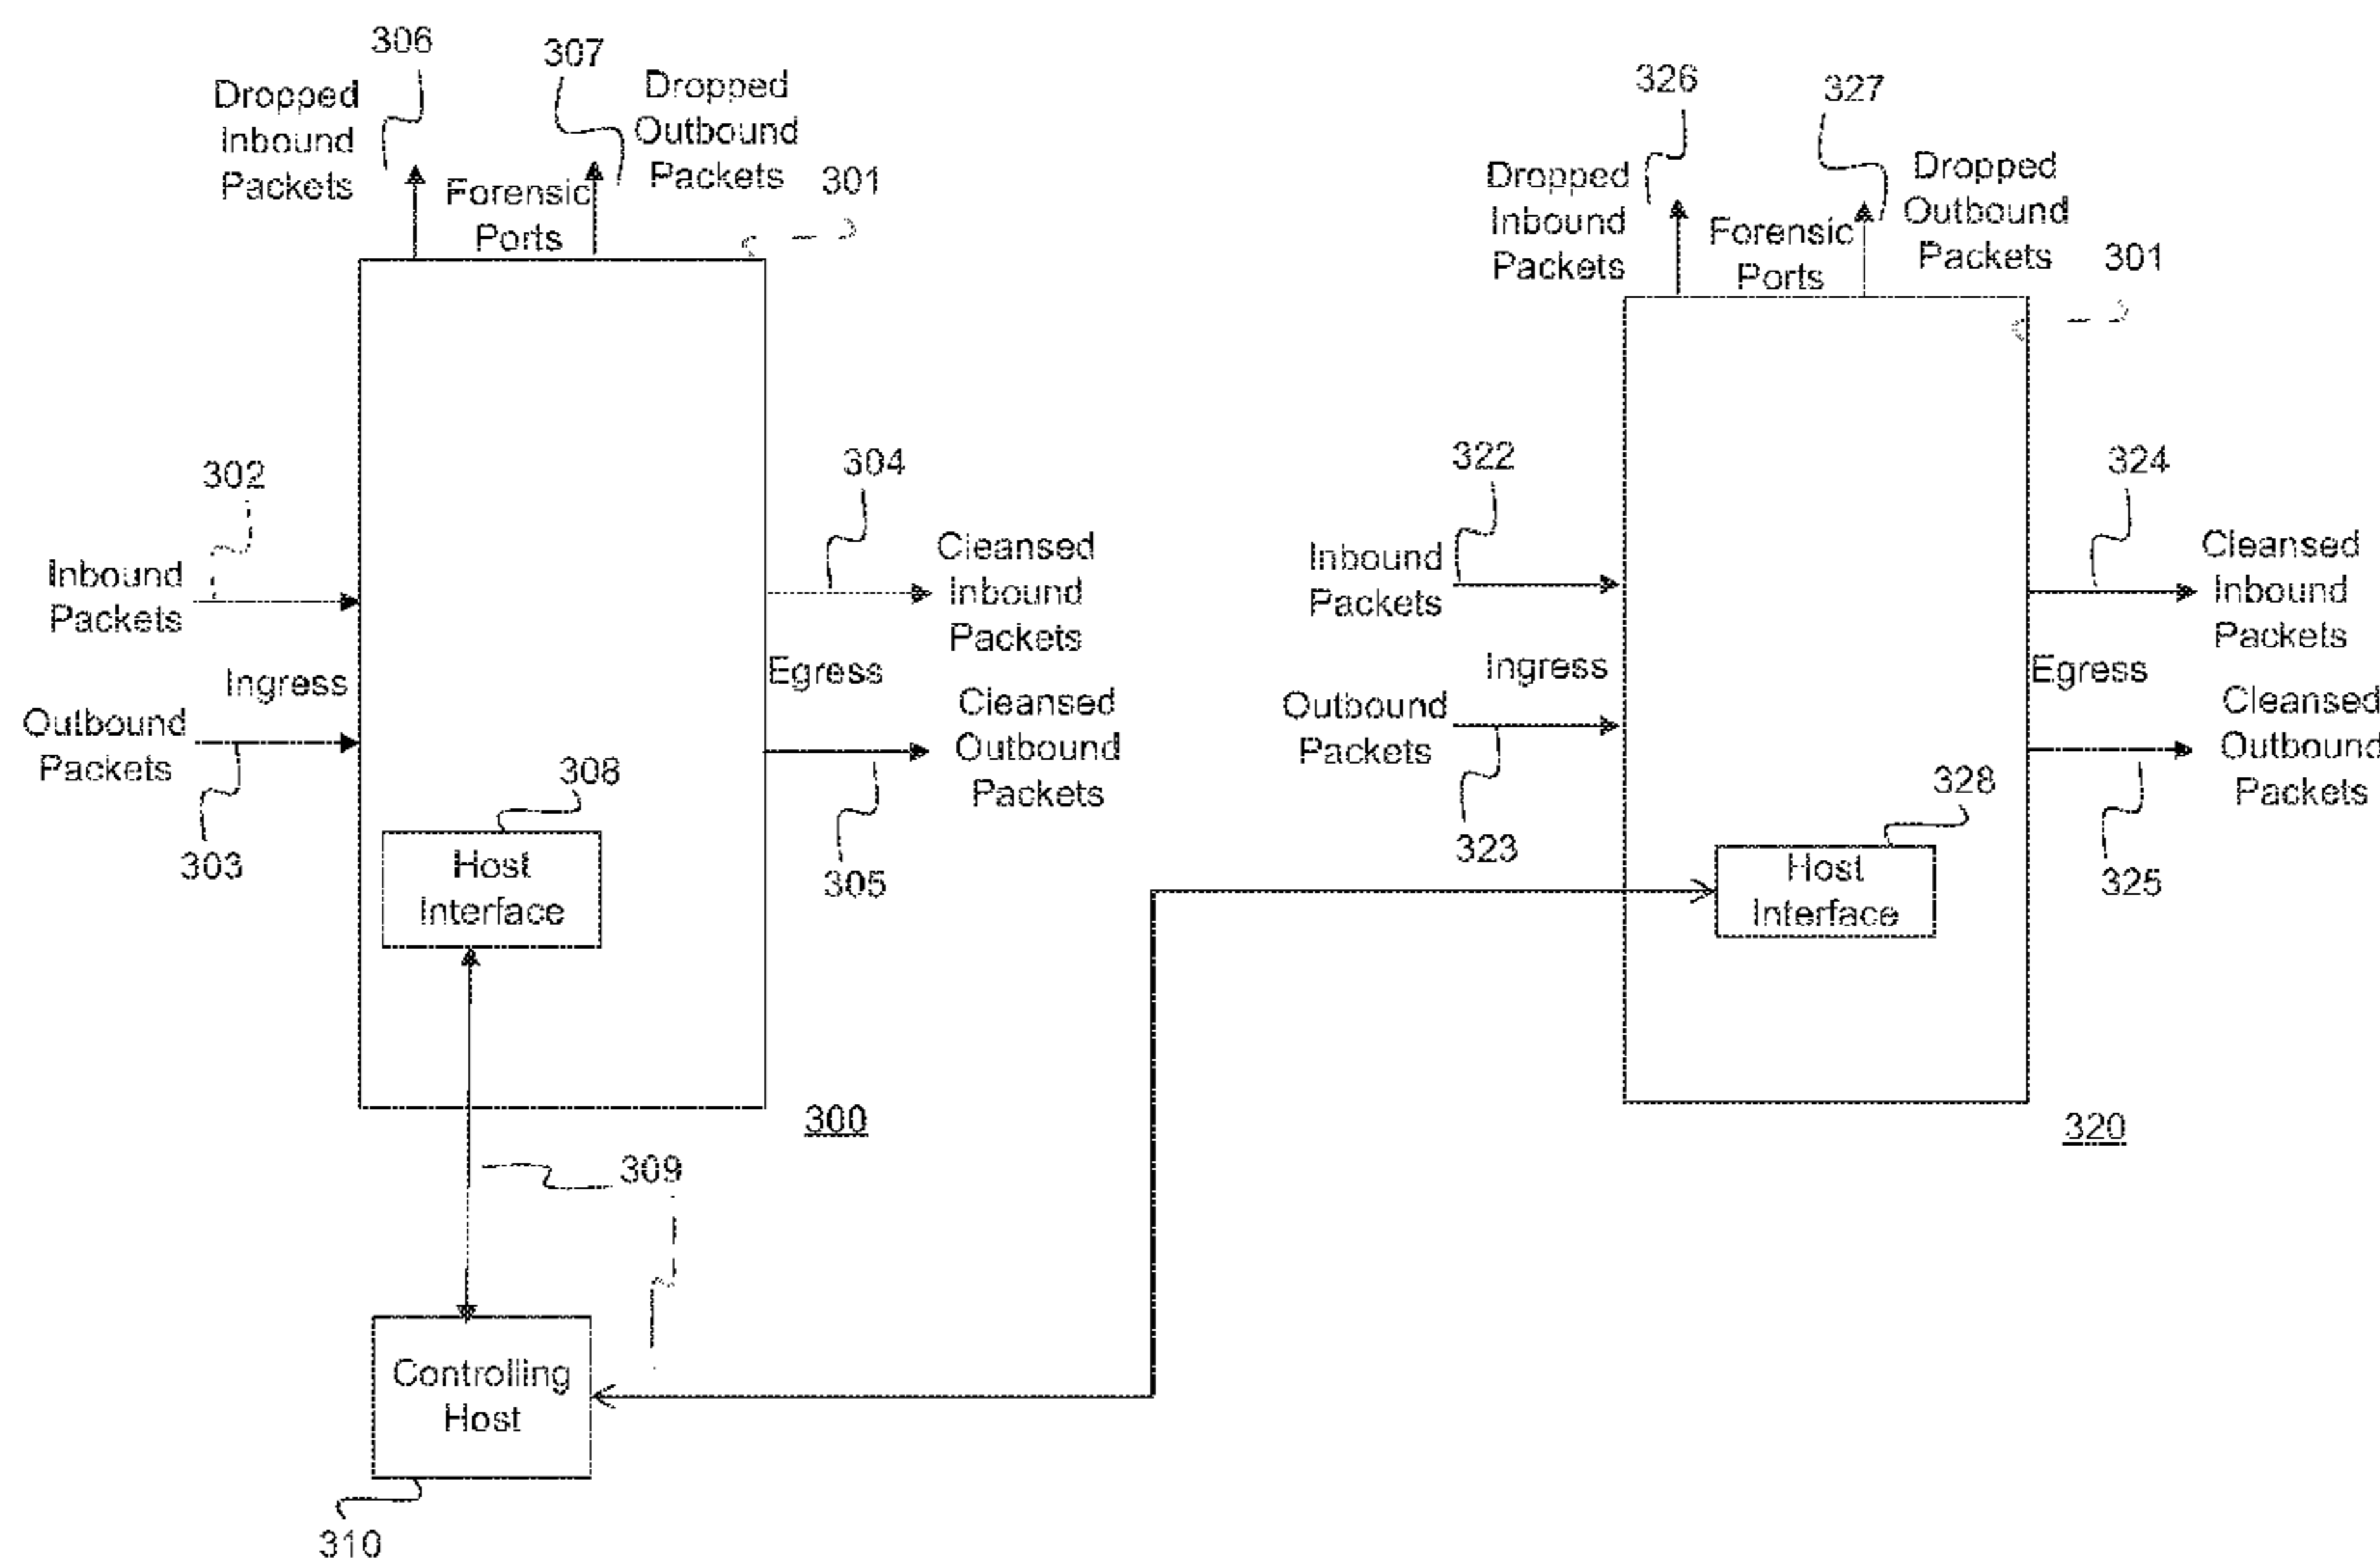 306
307
Dropped
Inbound
Packets
Dropped
Outbound
Packets
Forensic
Ports
301
302
Inbound
Packets
Ingress
Outbound
Packets
303
304
Cleansed
Inbound
Packets
Egress
Cleansed
Outbound
Packets
305
308
Host
Interface
300
309
Controlling
Host
310
326
327
Dropped
Inbound
Packets
Dropped
Outbound
Packets
Forensic
Ports
301
322
Inbound
Packets
Ingress
Outbound
Packets
323
324
Cleansed
Inbound
Packets
Egress
Cleansed
Outbound
Packets
325
328
Host
Interface
320